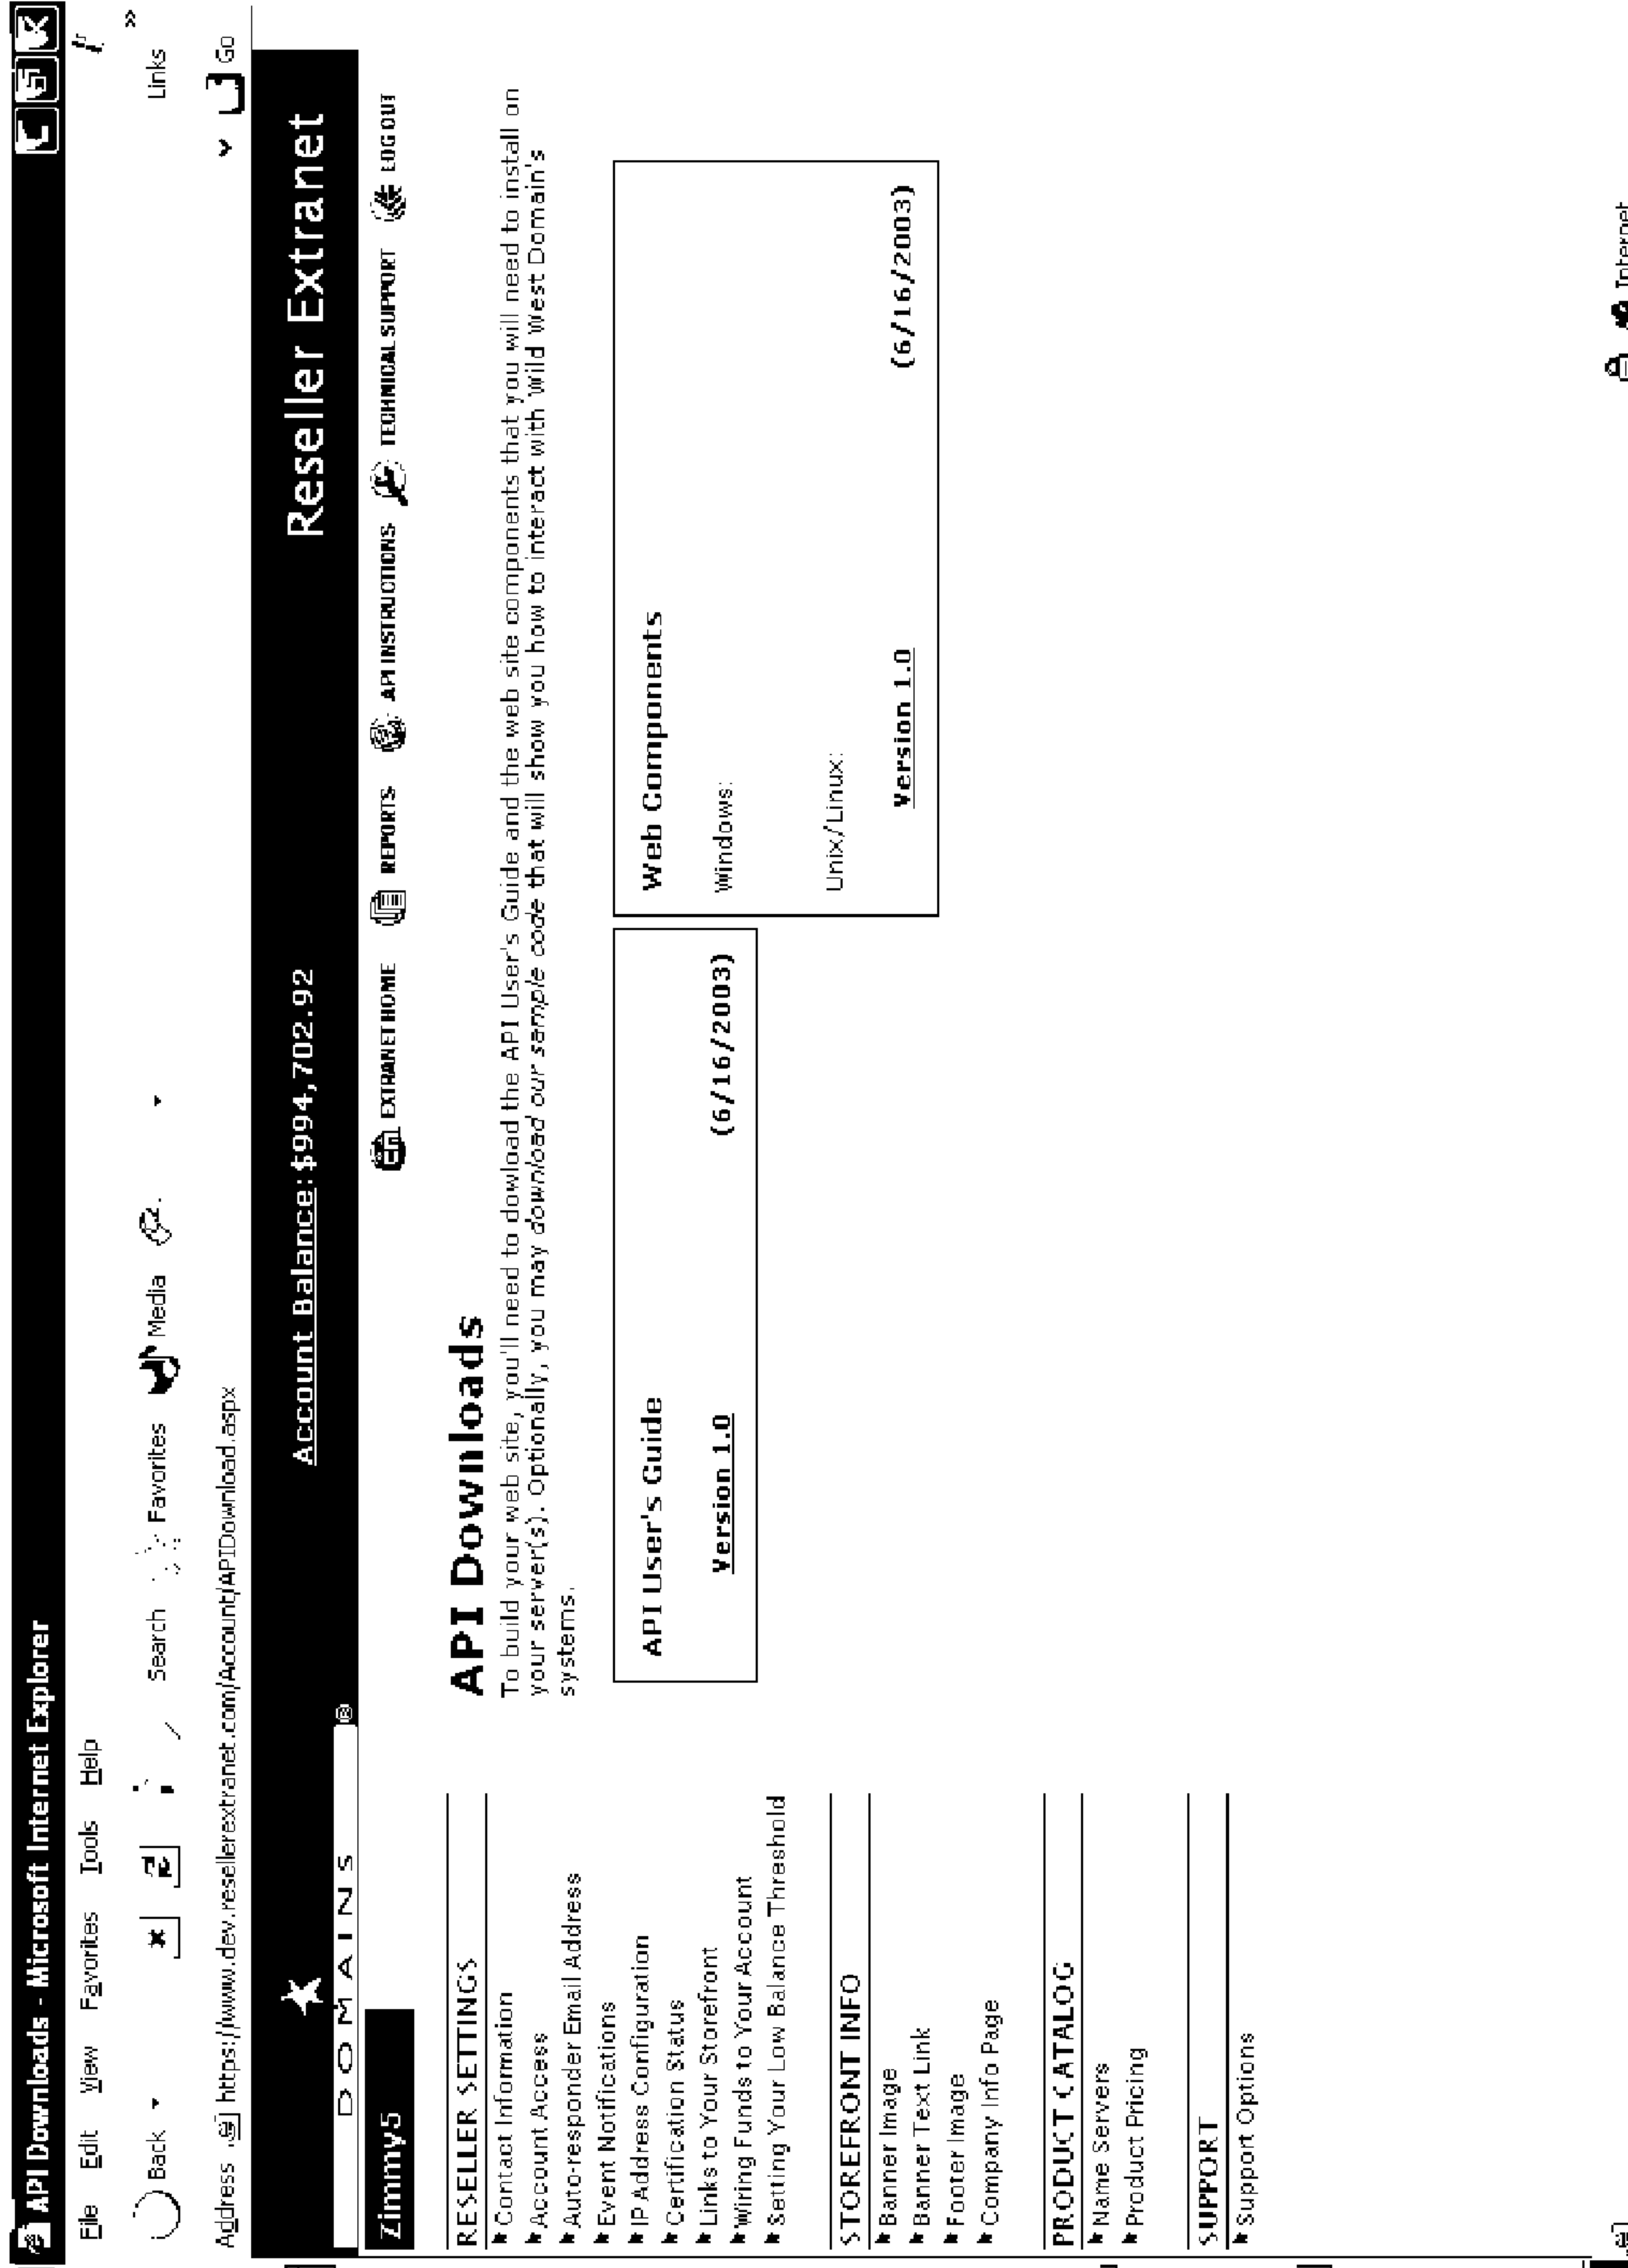 API Downloads - Microsoft Internet Explorer
File Edit View Favorites Tools Help
Back Search Favorites Media Links »
Address https://www.dev.resellerextranet.com/Account/APIDownload.aspx Go
DOMAINS®
Account Balance:$994,702.92
Reseller Extranet
Zimmy5
EXTRANET HOME REPORTS API INSTRUCTIONS TECHNICAL SUPPORT LOG OUT
RESELLER SETTINGS
Contact Information
Account Access
Auto-responder Email Address
Event Notifications
IP Address Configuration
Certification Status
Links to Your Storefront
Wiring Funds to Your Account
Setting Your Low Balance Threshold
STOREFRONT INFO
Banner Image
Banner Text Link
Footer Image
Company Info Page
PRODUCT CATALOG
Name Servers
Product Pricing
SUPPORT
Support Options
API Downloads
To build your web site, you'll need to dowload the API User's Guide and the web site components that you will need to install on
your server(s). Optionally, you may download our sample code that will show you how to interact with Wild West Domain's
systems.
API User's Guide
Version 1.0 (6/16/2003)
Web Components
Windows:
Unix/Linux:
Version 1.0 (6/16/2003)
Internet